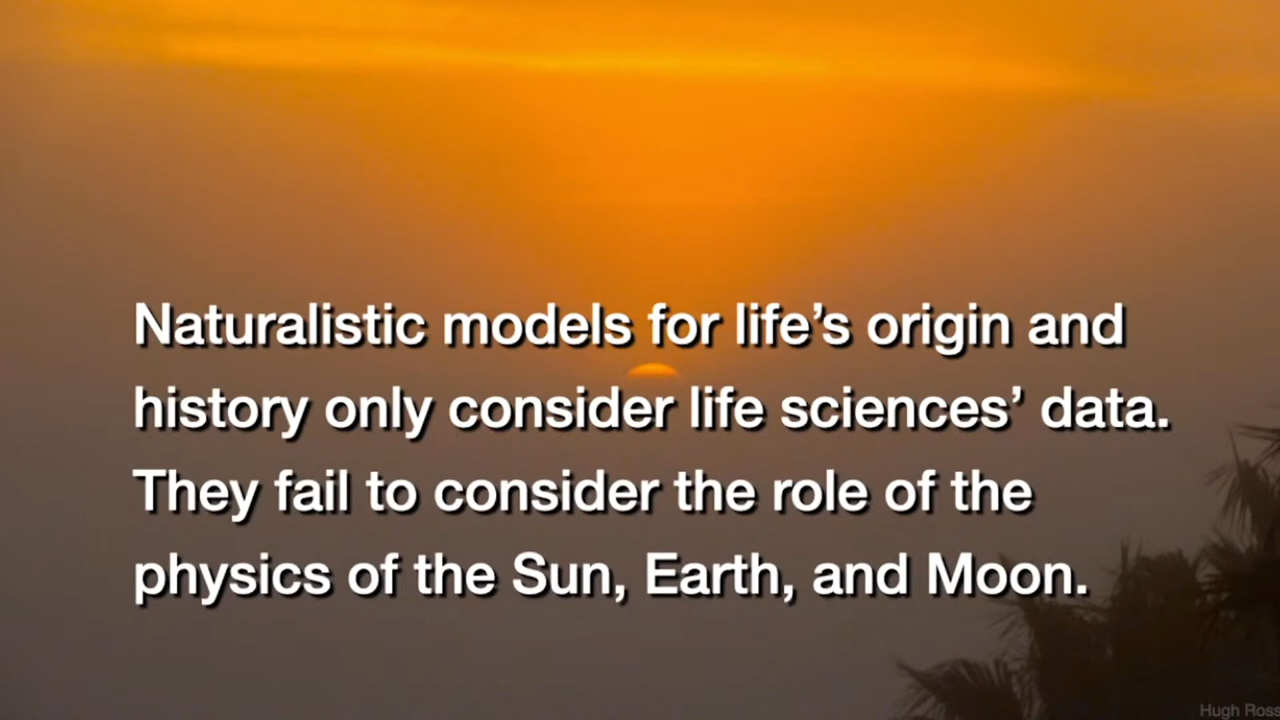 Naturalistic models for life’s origin and
history only consider life sciences’ data.
They fail to consider the role of the
physics of the Sun, Earth, and Moon.
Hugh Ross